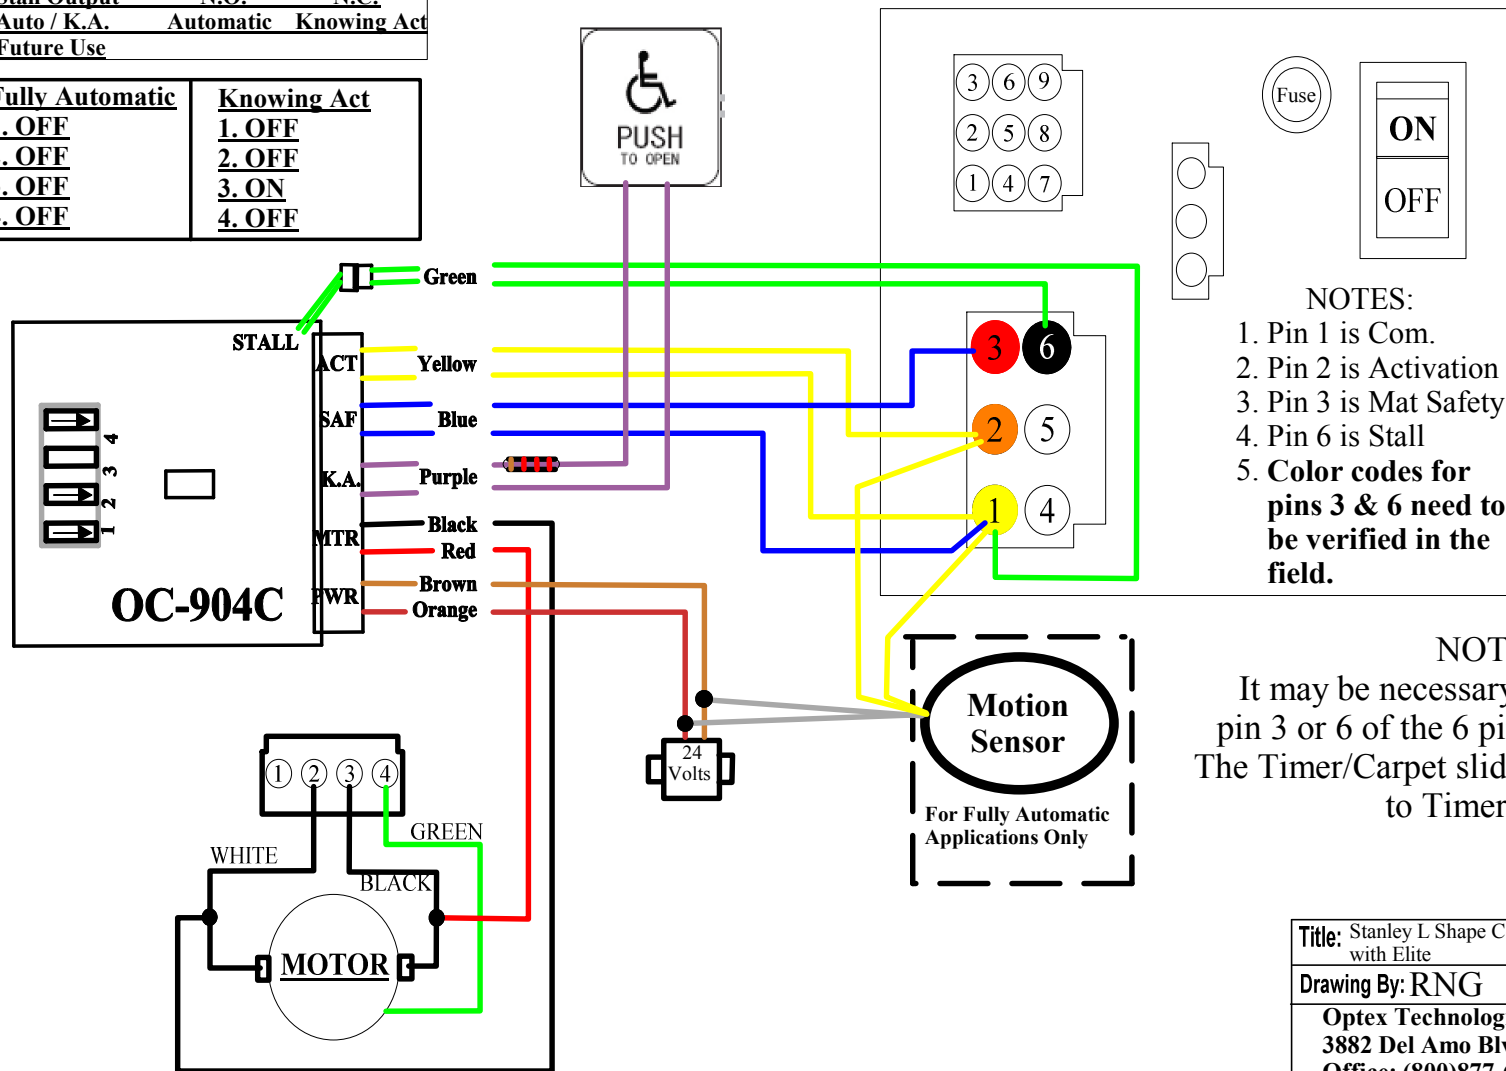 Stall Output N.O. N.C.
Auto / K.A. Automatic Knowing Act
Future Use
Fully Automatic
. OFF
. OFF
. OFF
. OFF
Knowing Act
1. OFF
2. OFF
3. ON
4. OFF
PUSH
TO OPEN
3 6 9
2 5 8
1 4 7
Fuse
ON
OFF
NOTES:
1. Pin 1 is Com.
2. Pin 2 is Activation
3. Pin 3 is Mat Safety
4. Pin 6 is Stall
5. Color codes for
pins 3 & 6 need to
be verified in the
field.
3 6
2 5
1 4
STALL
Green
ACT
Yellow
SAF
Blue
K.A.
Purple
MTR
Black
Red
PWR
Brown
Orange
4
3
2
1
OC-904C
24
Volts
Motion
Sensor
For Fully Automatic
Applications Only
NOT
It may be necessary
pin 3 or 6 of the 6 pi
The Timer/Carpet slid
to Timer
1 2 3 4
WHITE
GREEN
BLACK
MOTOR
Title: Stanley L Shape C
with Elite
Drawing By: RNG
Optex Technolog
3882 Del Amo Blv
Office: (800)877